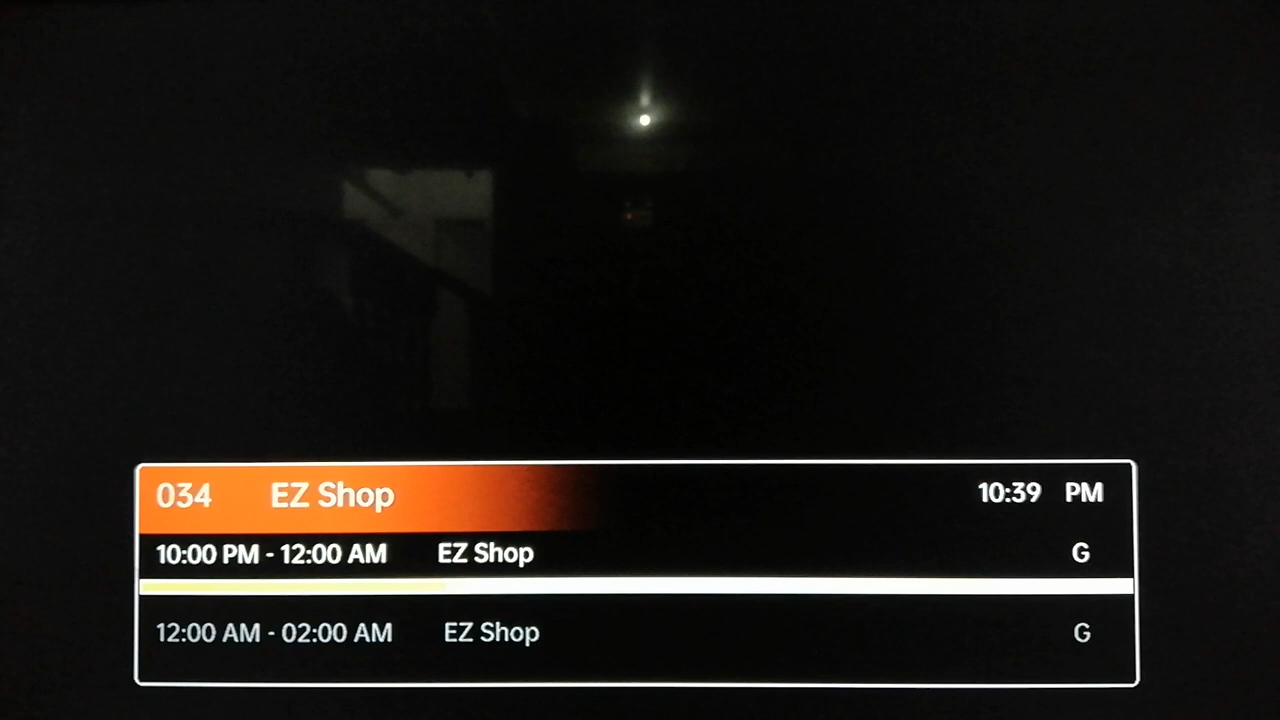 034 EZ Shop 10:39 PM
10:00 PM - 12:00 AM EZ Shop G
12:00 AM - 02:00 AM EZ Shop G